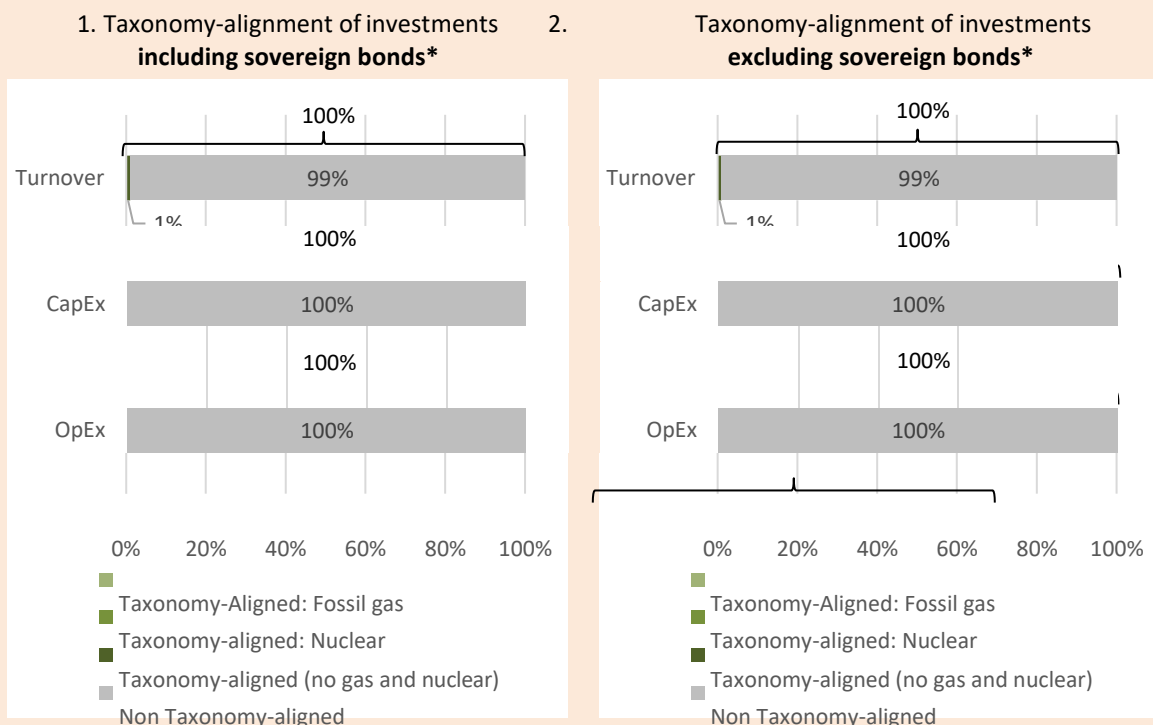 1. Taxonomy-alignment of investments
including sovereign bonds*
100%
Turnover
99%
1%
100%
CapEx
100%
100%
OpEx
100%
0% 20% 40% 60% 80% 100%
Taxonomy-Aligned: Fossil gas
Taxonomy-aligned: Nuclear
Taxonomy-aligned (no gas and nuclear)
Non Taxonomy-aligned
2. Taxonomy-alignment of investments
excluding sovereign bonds*
100%
Turnover
99%
1%
100%
CapEx
100%
100%
OpEx
100%
0% 20% 40% 60% 80% 100%
Taxonomy-Aligned: Fossil gas
Taxonomy-aligned: Nuclear
Taxonomy-aligned (no gas and nuclear)
Non Taxonomy-aligned